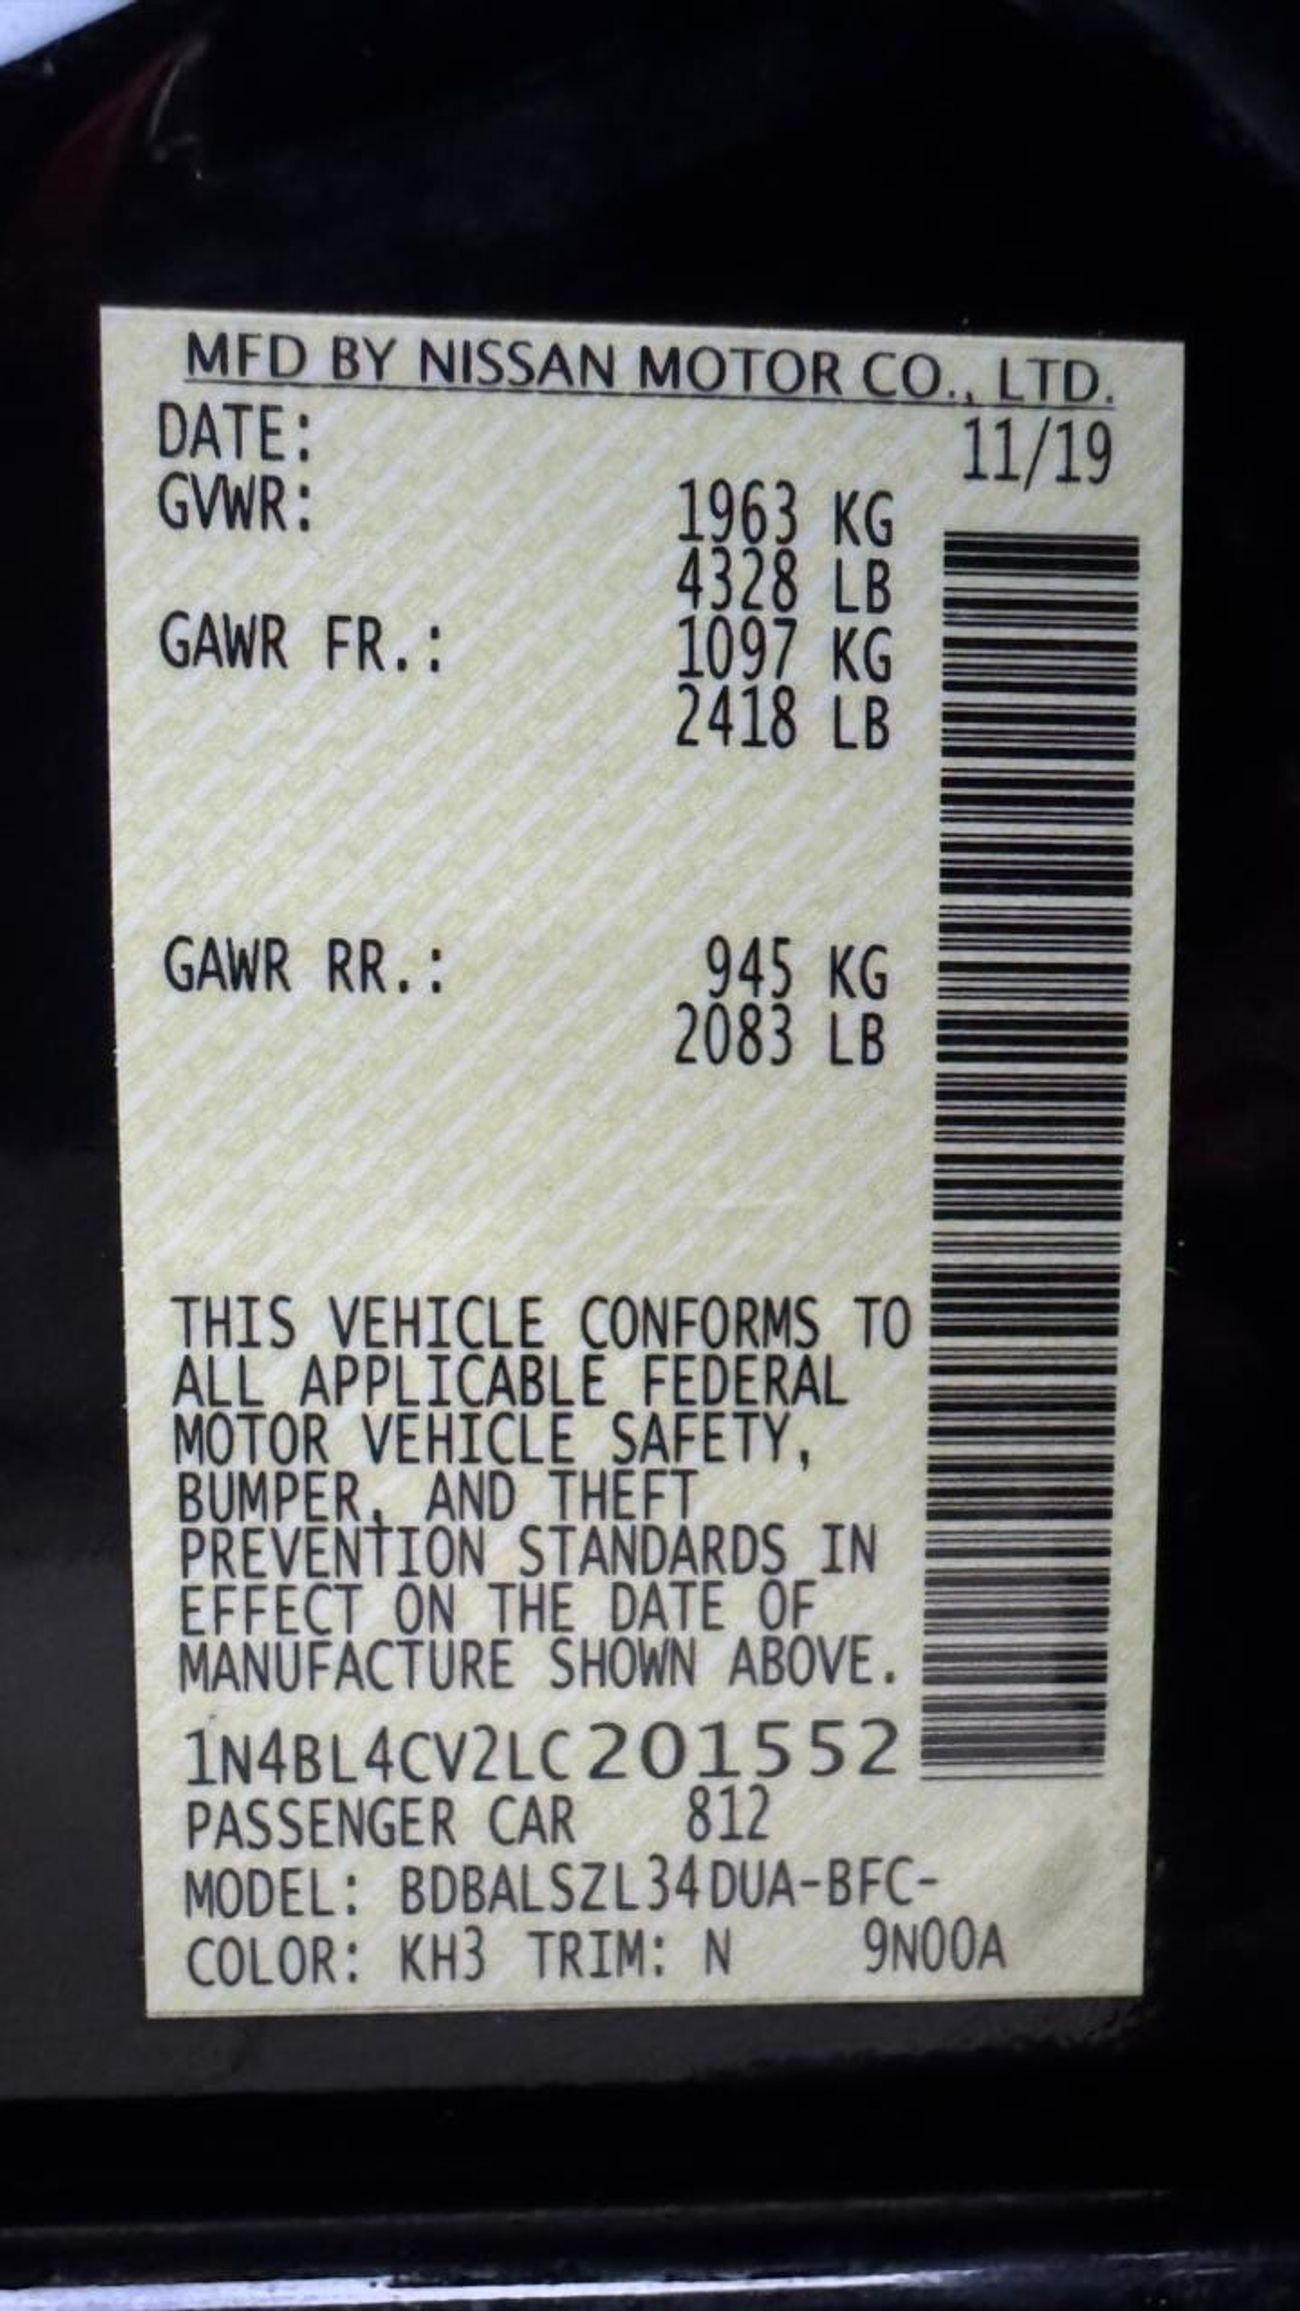 MFD BY NISSAN MOTOR CO., LTD.
DATE: 11/19
GVWR: 1963 KG
4328 LB
GAWR FR.: 1097 KG
2418 LB
GAWR RR.: 945 KG
2083 LB
THIS VEHICLE CONFORMS TO
ALL APPLICABLE FEDERAL
MOTOR VEHICLE SAFETY,
BUMPER, AND THEFT
PREVENTION STANDARDS IN
EFFECT ON THE DATE OF
MANUFACTURE SHOWN ABOVE.
1N4BL4CV2LC201552
PASSENGER CAR 812
MODEL: BDBALSZL34DUA-BFC-
COLOR: KH3 TRIM: N 9N00A